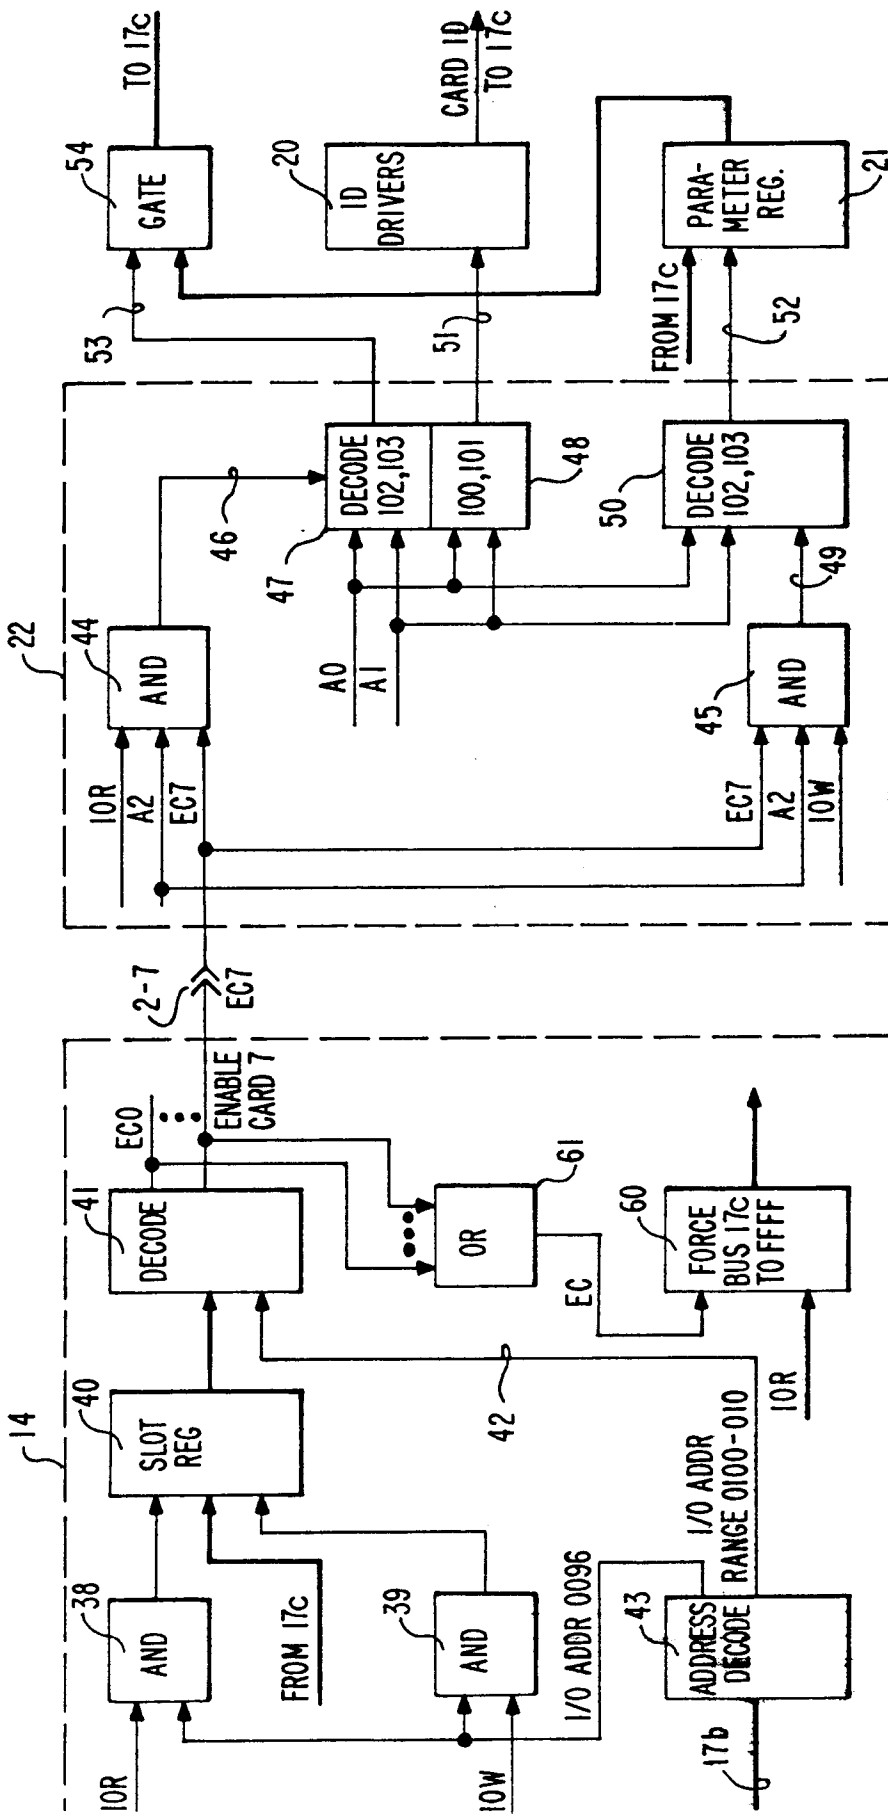 14
IOR
38
AND
FROM 17c
IOW
39
AND
I/O ADDR 0096
17b
43
ADDRESS
DECODE
I/O ADDR
RANGE 0100-010
40
SLOT
REG
42
41
DECODE
EC0
ENABLE
CARD 7
OR
61
EC
IOR
60
FORCE
BUS 17c
TO FFFF
2-7
EC7
22
IOR
A2
EC7
44
AND
46
A0
A1
47
DECODE
102,103
100,101
48
EC7
A2
IOW
45
AND
49
50
DECODE
102,103
53
51
52
FROM 17c
54
GATE
TO 17c
20
ID
DRIVERS
CARD ID
TO 17c
PARA-
METER
REG.
21